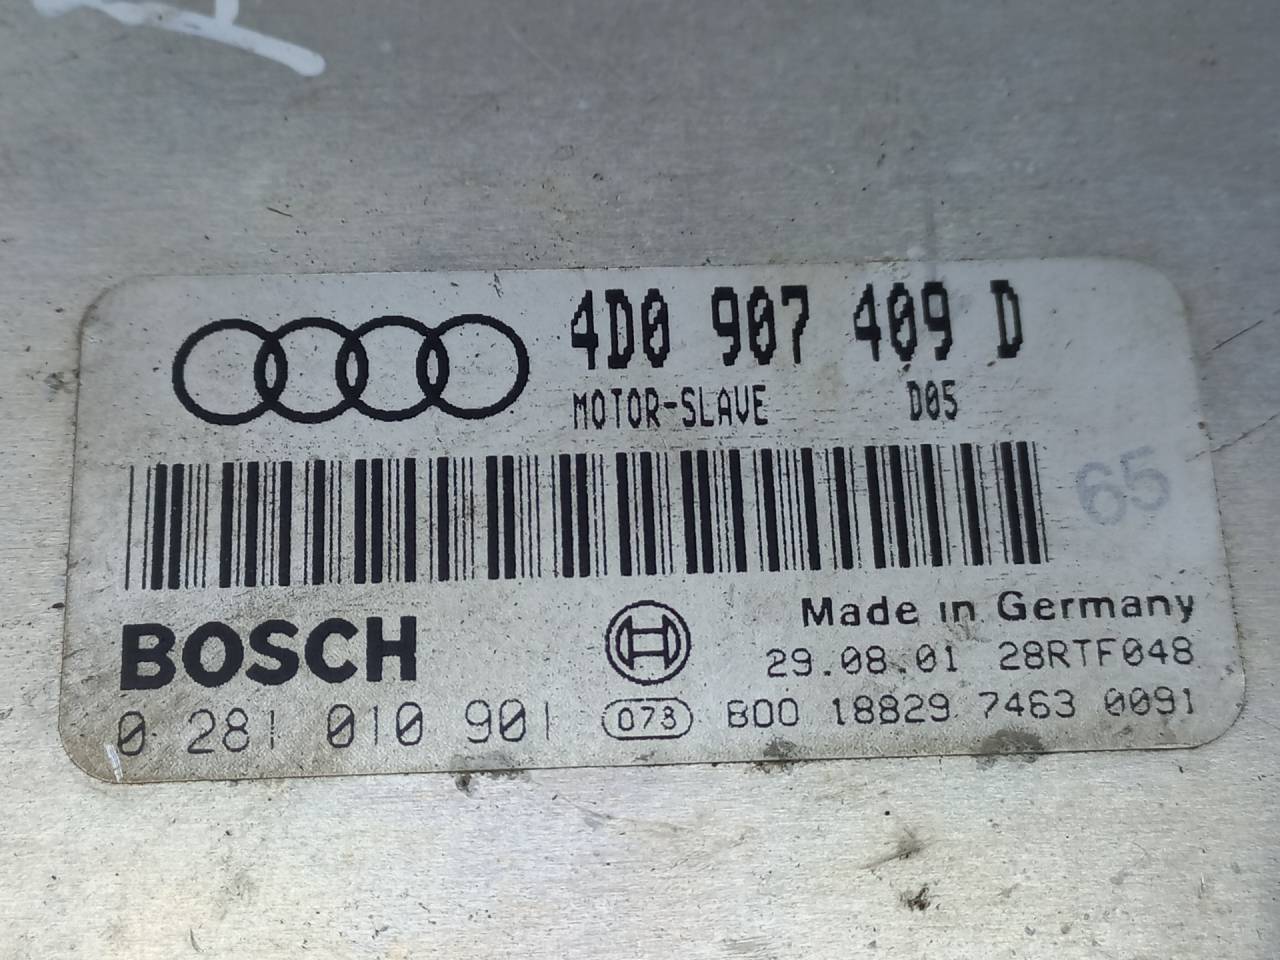 4D0 907 409 D
MOTOR-SLAVE D05
65
Made in Germany
BOSCH
29.08.01 28RTF048
0 281 010 901 073 B00 18829 7463 0091